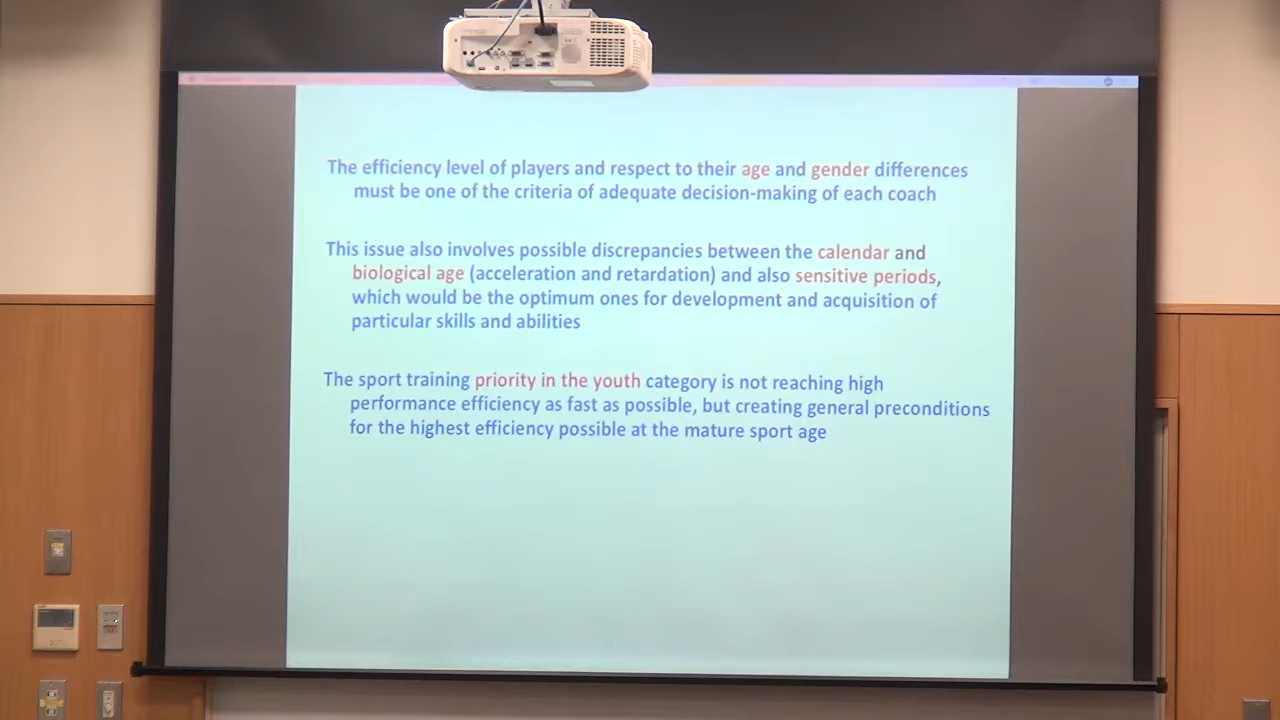 The efficiency level of players and respect to their age and gender differences
must be one of the criteria of adequate decision-making of each coach
This issue also involves possible discrepancies between the calendar and
biological age (acceleration and retardation) and also sensitive periods,
which would be the optimum ones for development and acquisition of
particular skills and abilities
The sport training priority in the youth category is not reaching high
performance efficiency as fast as possible, but creating general preconditions
for the highest efficiency possible at the mature sport age